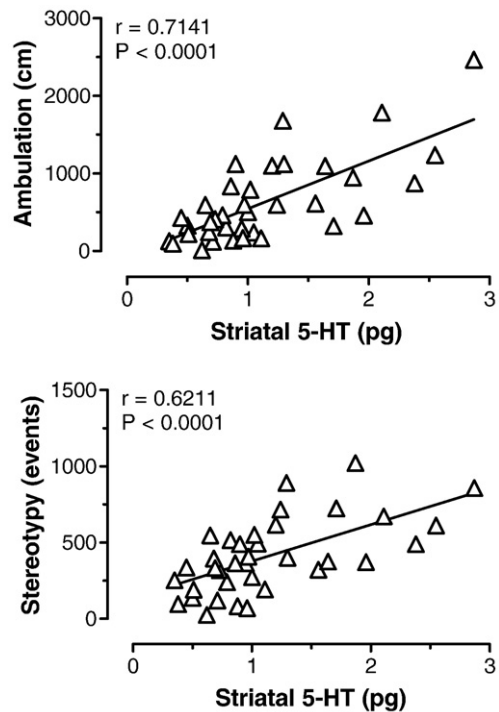 3000
r = 0.7141
P < 0.0001
2000
1000
0
Ambulation (cm)
0 1 2 3
Striatal 5-HT (pg)
1500
r = 0.6211
P < 0.0001
1000
500
0
Stereotypy (events)
0 1 2 3
Striatal 5-HT (pg)